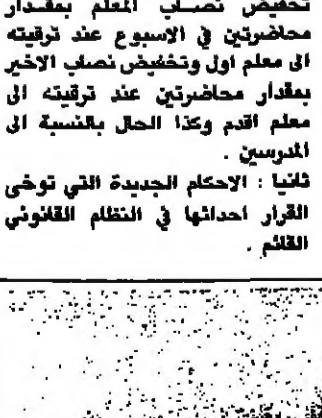 تخفيض نصاب المعلم بمقدار
محاضرتين في الاسبوع عند ترقيته
الى معلم اول وتخفيض نصاب الاخير
بمقدار محاضرتين عند ترقيته الى
معلم اقدم وكذا الحال بالنسبة الى
المدرسين .
ثانيا : الاحكام الجديدة التي توخى
القرار احداثها في النظام القانوني
القائم .